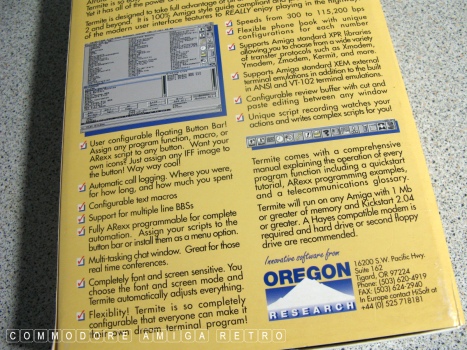 2 and beyond. It is 100% Amiga style guide compliant
of the modern user interface features to REALLY enjoy playing in the
Speeds from 300 to 115,200 bps
Flexible phone book with unique
configurations for each number
Supports Amiga standard XPR libraries
allowing you to choose from a wide variety
of transfer protocols such as Xmodem,
Ymodem, Zmodem, Kermit, and more.
Supports Amiga standard XEM external
terminal emulations in addition to the built
in ANSI and VT-102 terminal emulations.
Configurable review buffer with cut and
paste editing between any window
Unique script recording watches your
actions and writes complex scripts for you!
User configurable floating Button Bar!
Assign any program function, macro, or
ARexx script to any button. Want your
own icons? Just assign any IFF image to
the button! Way way cool!
Automatic call logging. Where you were,
for how long, and how much you spent
Configurable text macros
Support for multiple line BBSs
Fully ARexx programmable for complete
automation. Assign your scripts to the
button bar or install them as a menu option.
Multi-tasking chat window. Great for those
real time conferences.
Completely font and screen sensitive. You
choose the font and screen mode and
Termite automatically adjusts everything.
Flexiblity! Termite is so completely
configurable that everyone can make it
own dream terminal program!
Termite comes with a comprehensive
manual explaining the operation of every
program function including a quickstart
tutorial, ARexx programming examples,
and a telecommunications glossary.
Termite will run on any Amiga with 1 Mb
or greater of memory and Kickstart 2.04
or greater. A Hayes compatible modem is
required and hard drive or second floppy
drive are recommended.
Innovative software from
OREGON
RESEARCH
16200 S.W. Pacific Hwy.
Suite 162
Tigard, OR 97224
Phone: (503) 620-4919
FAX: (503) 624-2940
In Europe contact HiSoft at
+44 (0) 525 718181
COMMODORE AMIGA RETRO